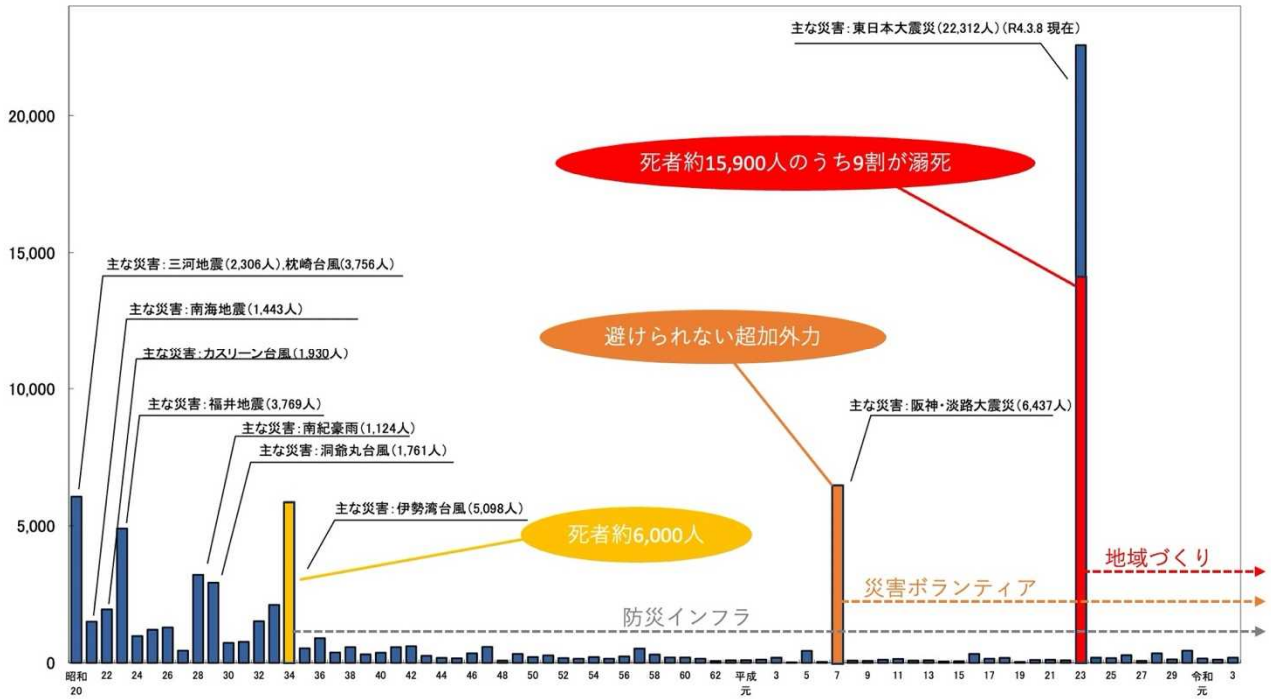 主な災害：東日本大震災（22,312人）（R4.3.8 現在）
20,000
死者約15,900人のうち9割が溺死
15,000
主な災害：三河地震（2,306人）,枕崎台風（3,756人）
主な災害：南海地震（1,443人）
避けられない超加外力
主な災害：カスリーン台風（1,930人）
10,000
主な災害：福井地震（3,769人）
主な災害：阪神・淡路大震災（6,437人）
主な災害：南紀豪雨（1,124人）
主な災害：洞爺丸台風（1,761人）
主な災害：伊勢湾台風（5,098人）
5,000
死者約6,000人
地域づくり
災害ボランティア
防災インフラ
0
昭和20 22 24 26 28 30 32 34 36 38 40 42 44 46 48 50 52 54 56 58 60 62 平成元 3 5 7 9 11 13 15 17 19 21 23 25 27 29 令和元 3